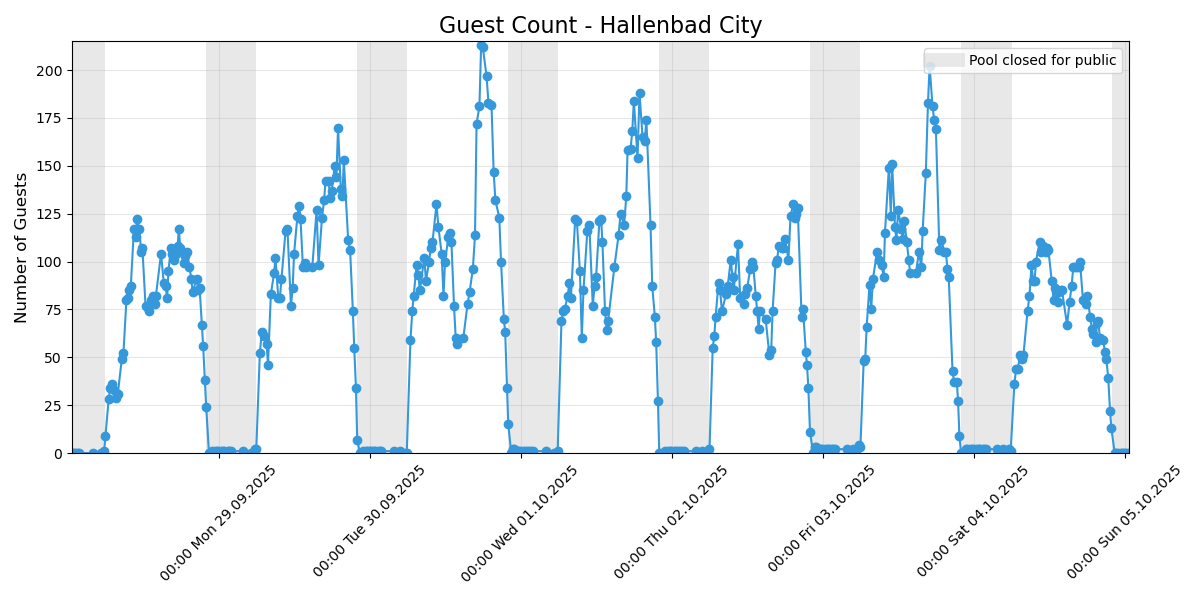 Guest Count - Hallenbad City
Pool closed for public
Number of Guests
200
175
150
125
100
75
50
25
0
00:00 Mon 29.09.2025
00:00 Tue 30.09.2025
00:00 Wed 01.10.2025
00:00 Thu 02.10.2025
00:00 Fri 03.10.2025
00:00 Sat 04.10.2025
00:00 Sun 05.10.2025